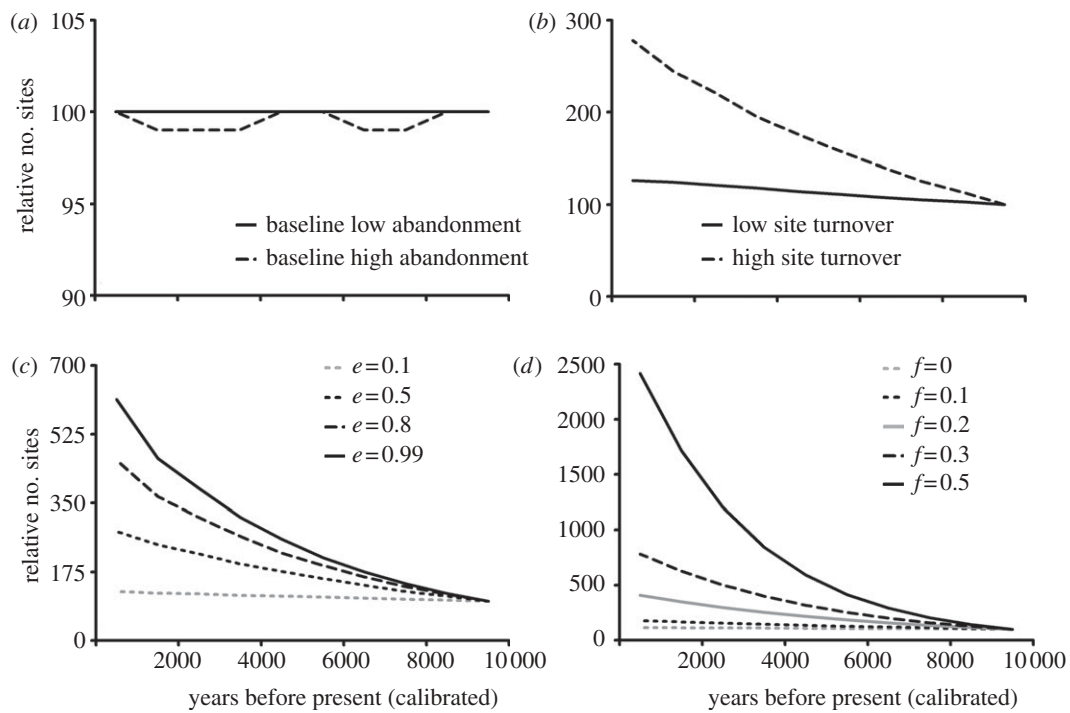 (a)
105
100
95
90
relative no. sites
baseline low abandonment
baseline high abandonment
(b)
300
200
100
0
low site turnover
high site turnover
(c)
700
525
350
175
0
relative no. sites
e=0.1
e=0.5
e=0.8
e=0.99
2000 4000 6000 8000 10 000
years before present (calibrated)
(d)
2500
2000
1500
1000
500
0
f=0
f=0.1
f=0.2
f=0.3
f=0.5
2000 4000 6000 8000 10 000
years before present (calibrated)